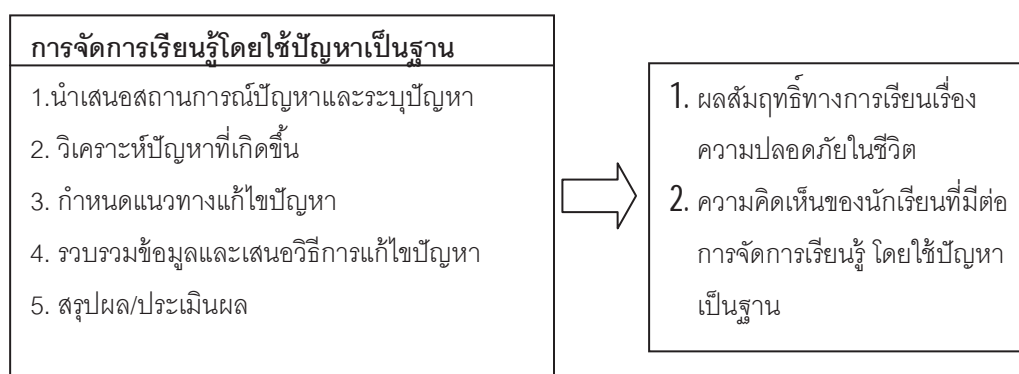 การจัดการเรียนรู้โดยใช้ปัญหาเป็นฐาน
1.นำเสนอสถานการณ์ปัญหาและระบุปัญหา
2. วิเคราะห์ปัญหาที่เกิดขึ้น
3. กำหนดแนวทางแก้ไขปัญหา
4. รวบรวมข้อมูลและเสนอวิธีการแก้ไขปัญหา
5. สรุปผล/ประเมินผล
1. ผลสัมฤทธิ์ทางการเรียนเรื่อง
ความปลอดภัยในชีวิต
2. ความคิดเห็นของนักเรียนที่มีต่อ
การจัดการเรียนรู้ โดยใช้ปัญหา
เป็นฐาน